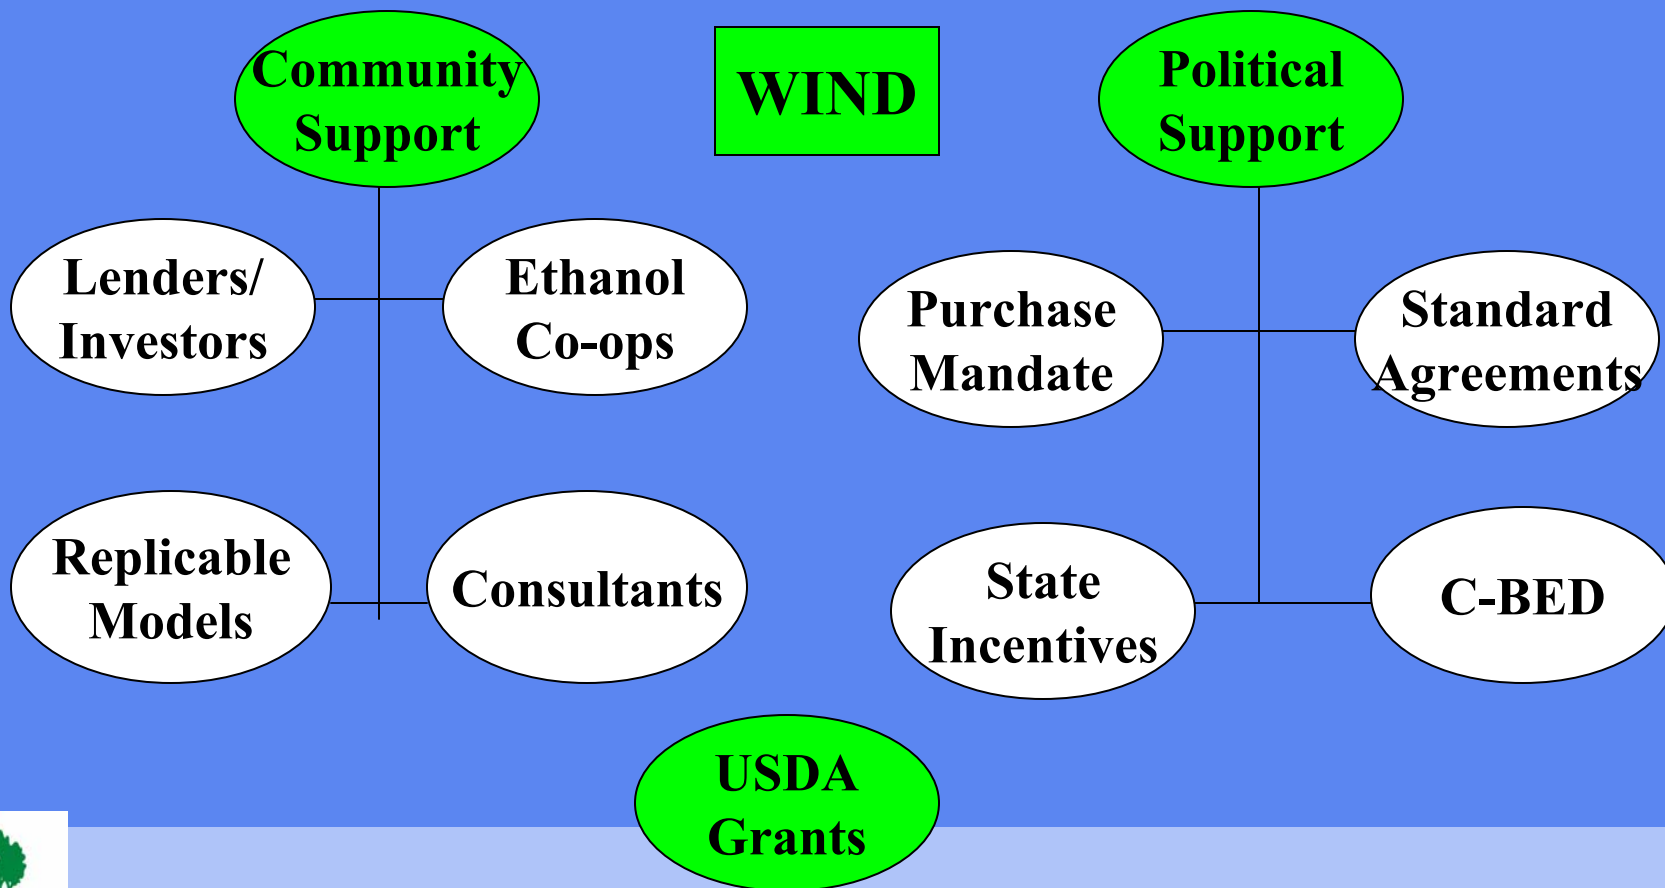 Community
Support
WIND
Political
Support
Lenders/
Investors
Ethanol
Co-ops
Purchase
Mandate
Standard
Agreements
Replicable
Models
Consultants
State
Incentives
C-BED
USDA
Grants